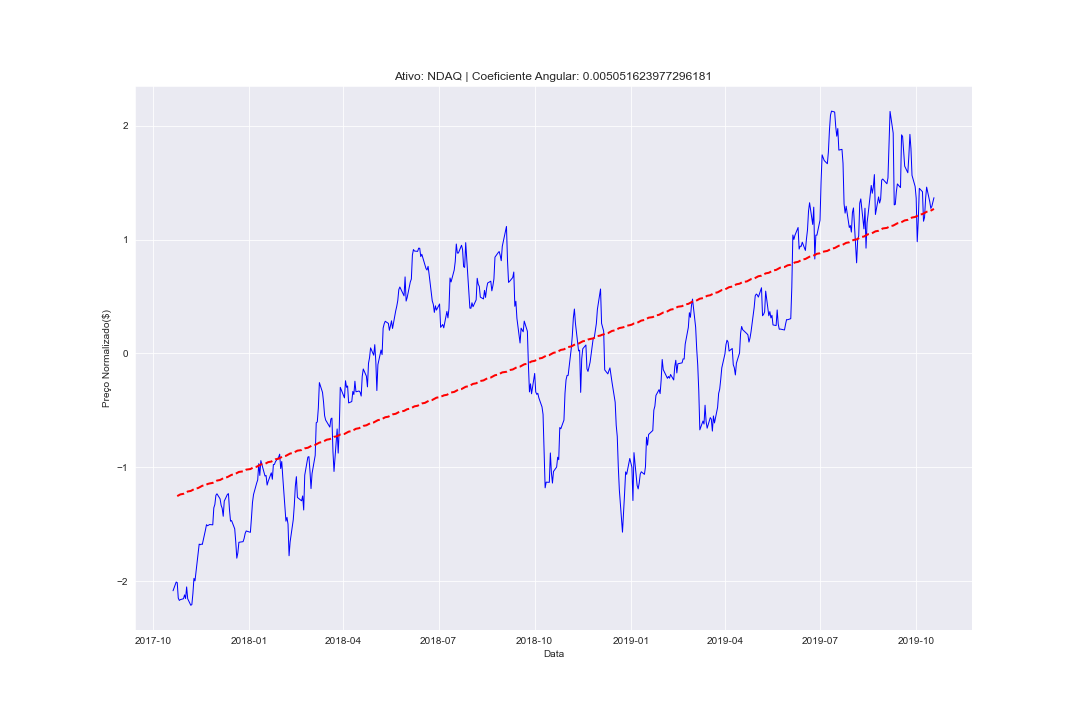 Ativo: NDAQ | Coeficiente Angular: 0.005051623977296181
2
1
0
−1
−2
Preço Normalizado($)
2017-10 2018-01 2018-04 2018-07 2018-10 2019-01 2019-04 2019-07 2019-10
Data